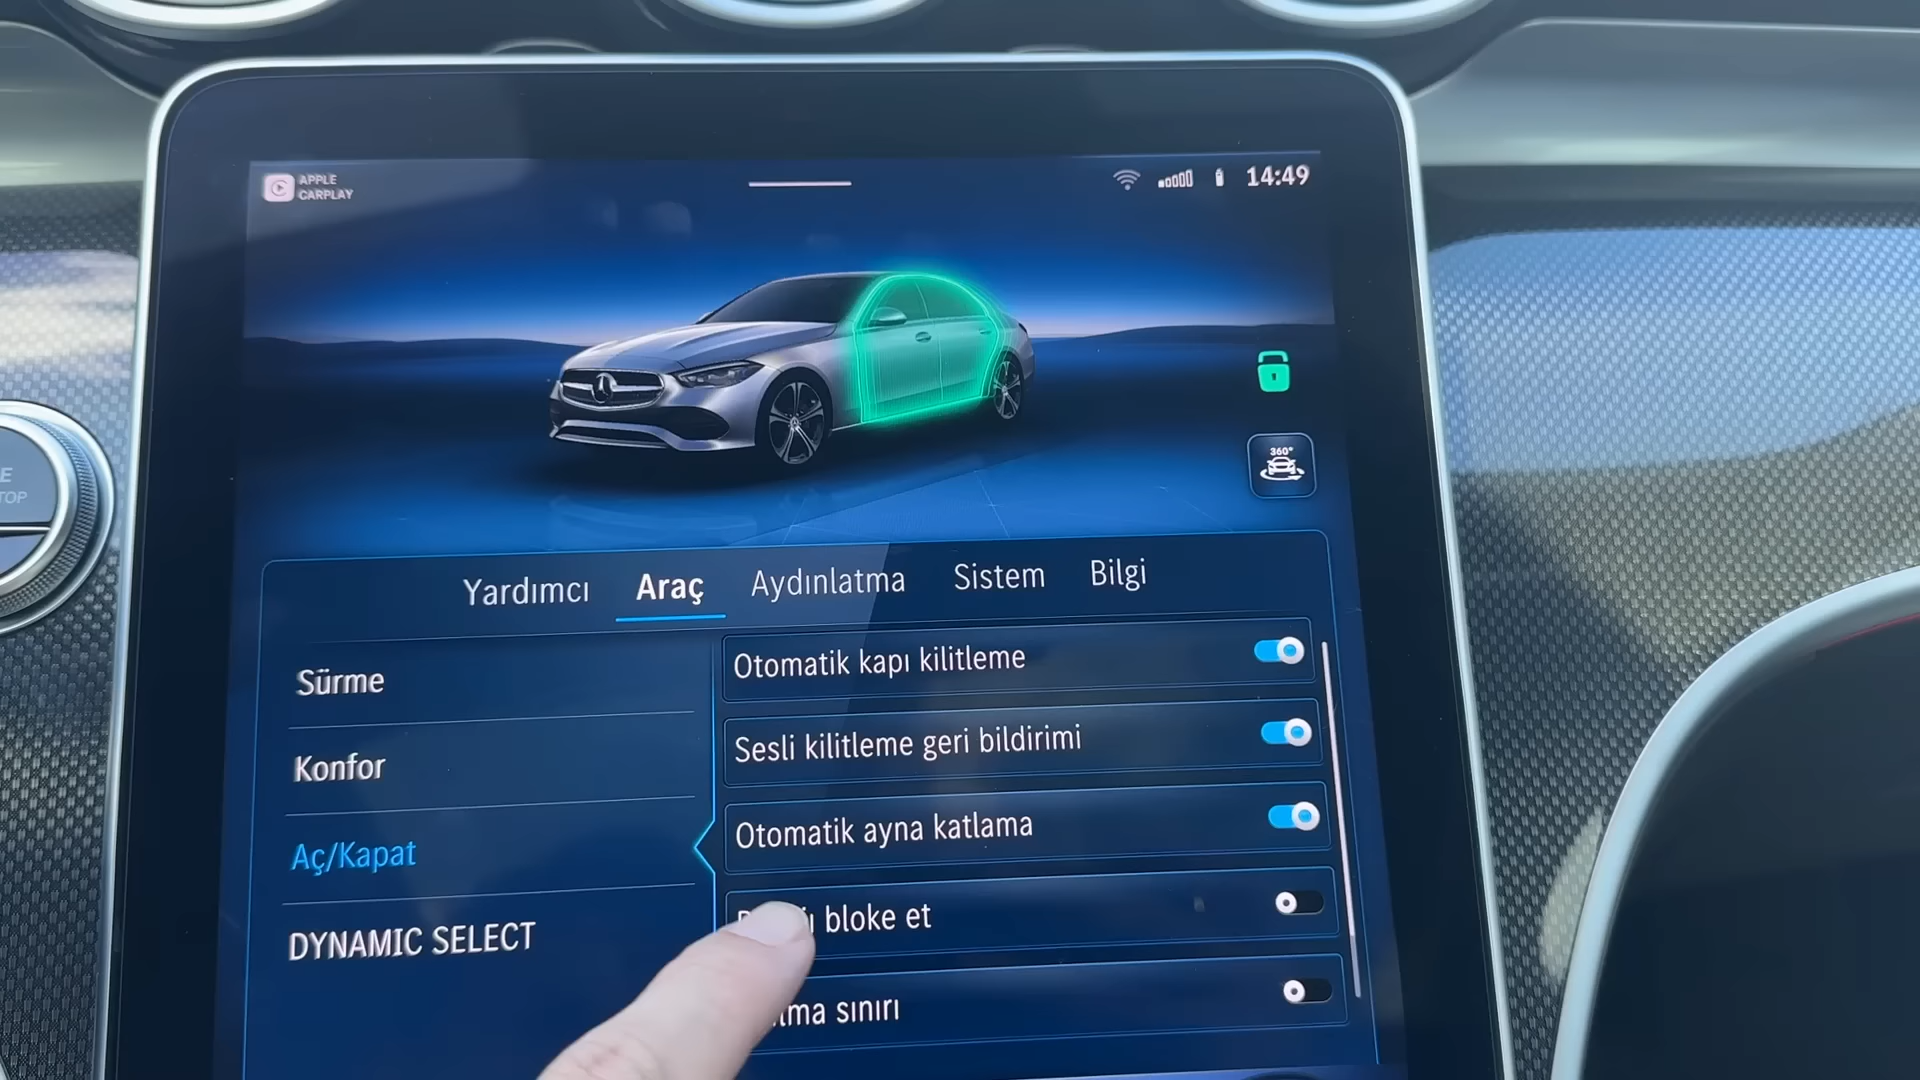 APPLE
CARPLAY
14:49
360°
Yardımcı Araç Aydınlatma Sistem Bilgi
Sürme
Konfor
Aç/Kapat
DYNAMIC SELECT
Otomatik kapı kilitleme
Sesli kilitleme geri bildirimi
Otomatik ayna katlama
bloke et
sınırı